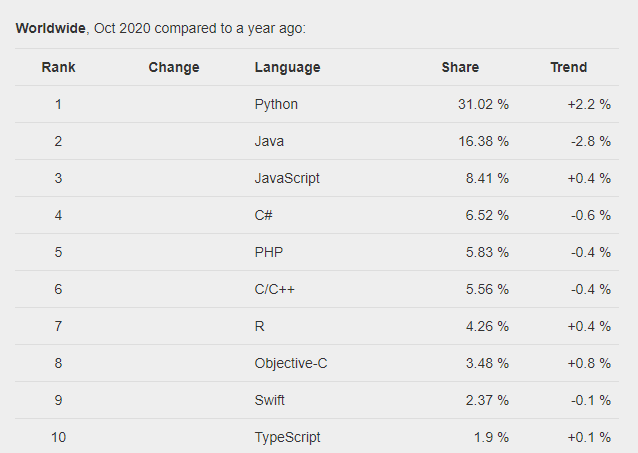 Worldwide, Oct 2020 compared to a year ago:
Rank Change Language Share Trend
1 Python 31.02 % +2.2 %
2 Java 16.38 % -2.8 %
3 JavaScript 8.41 % +0.4 %
4 C# 6.52 % -0.6 %
5 PHP 5.83 % -0.4 %
6 C/C++ 5.56 % -0.4 %
7 R 4.26 % +0.4 %
8 Objective-C 3.48 % +0.8 %
9 Swift 2.37 % -0.1 %
10 TypeScript 1.9 % +0.1 %